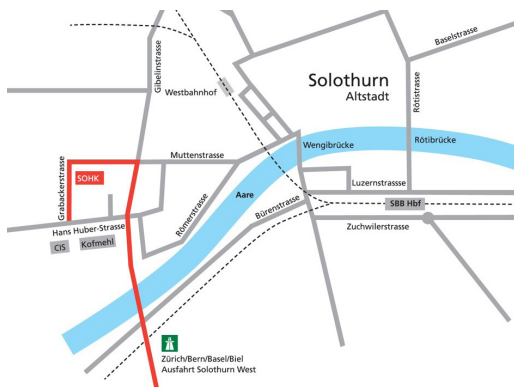 Baselstrasse
Gibelinstrasse
Westbahnhof
Solothurn
Altstadt
Rötistrasse
Wengibrücke
Rötibrücke
Muttenstrasse
Grabackerstrasse
SOHK
Luzernstrassse
Aare
Römerstrasse
Bürenstrasse
SBB Hbf
Hans Huber-Strasse
Zuchwilerstrasse
CIS
Kofmehl
Zürich/Bern/Basel/Biel
Ausfahrt Solothurn West